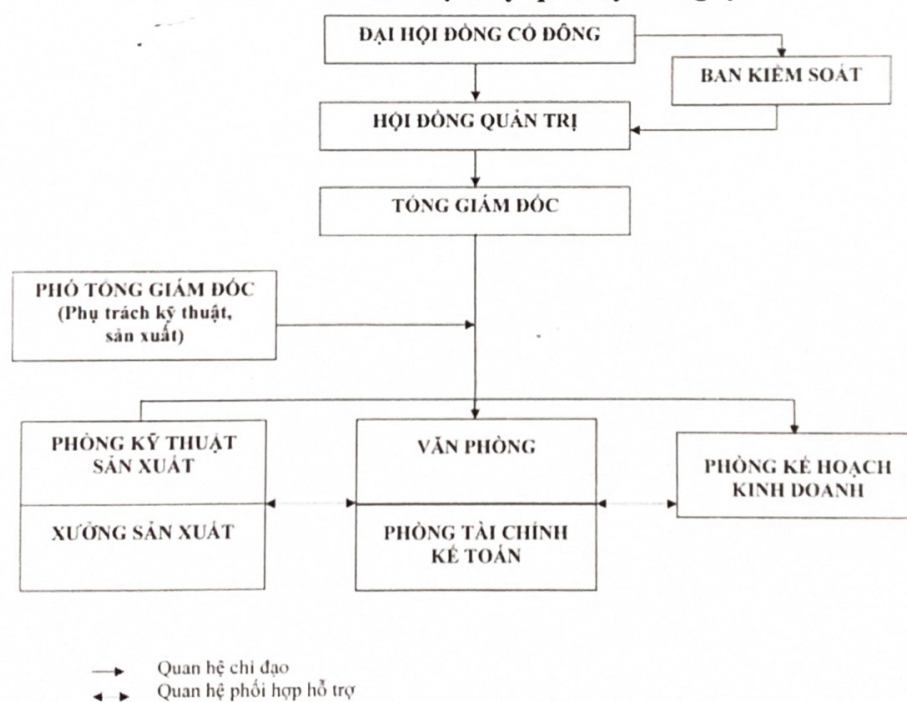 ĐẠI HỘI ĐỒNG CỔ ĐÔNG
BAN KIỂM SOÁT
HỘI ĐỒNG QUẢN TRỊ
TỔNG GIÁM ĐỐC
PHÓ TỔNG GIÁM ĐỐC
(Phụ trách kỹ thuật,
sản xuất)
PHÒNG KỸ THUẬT
SẢN XUẤT
VĂN PHÒNG
PHÒNG KẾ HOẠCH
KINH DOANH
XƯỞNG SẢN XUẤT
PHÒNG TÀI CHÍNH
KẾ TOÁN
Quan hệ chỉ đạo
Quan hệ phối hợp hỗ trợ